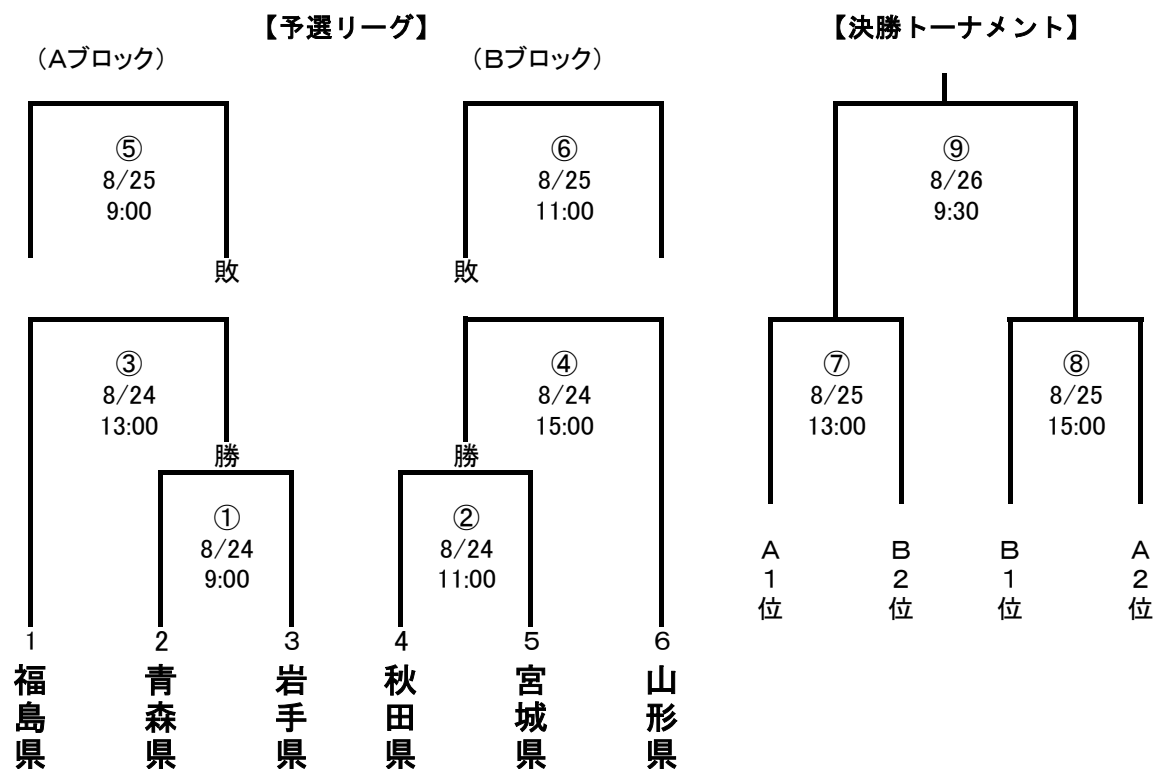 【予選リーグ】
(Aブロック)
(Bブロック)
⑤
8/25
9:00
敗
⑥
8/25
11:00
敗
③
8/24
13:00
勝
④
8/24
15:00
勝
①
8/24
9:00
②
8/24
11:00
1
福島県
2
青森県
3
岩手県
4
秋田県
5
宮城県
6
山形県
【決勝トーナメント】
⑨
8/26
9:30
⑦
8/25
13:00
⑧
8/25
15:00
A1位
B2位
B1位
A2位